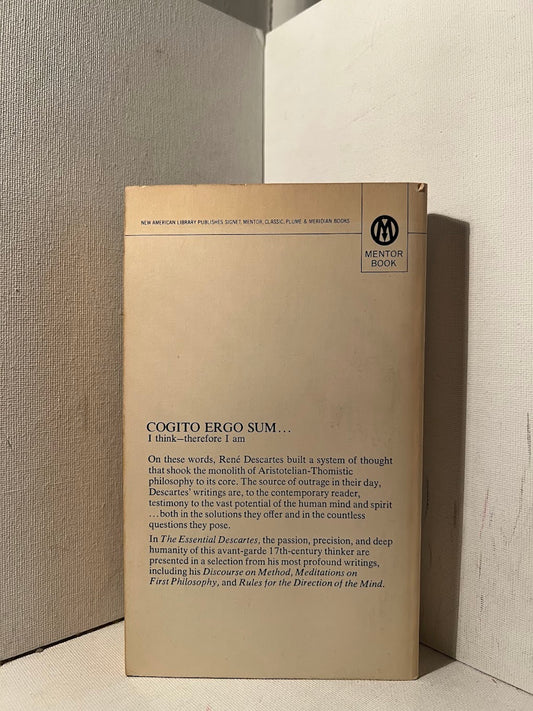 NEW AMERICAN LIBRARY PUBLISHES SIGNET, MENTOR, CLASSIC, PLUME & MERIDIAN BOOKS
MENTOR
BOOK
COGITO ERGO SUM...
I think—therefore I am
On these words, René Descartes built a system of thought
that shook the monolith of Aristotelian-Thomistic
philosophy to its core. The source of outrage in their day,
Descartes' writings are, to the contemporary reader,
testimony to the vast potential of the human mind and spirit
...both in the solutions they offer and in the countless
questions they pose.
In The Essential Descartes, the passion, precision, and deep
humanity of this avant-garde 17th-century thinker are
presented in a selection from his most profound writings,
including his Discourse on Method, Meditations on
First Philosophy, and Rules for the Direction of the Mind.